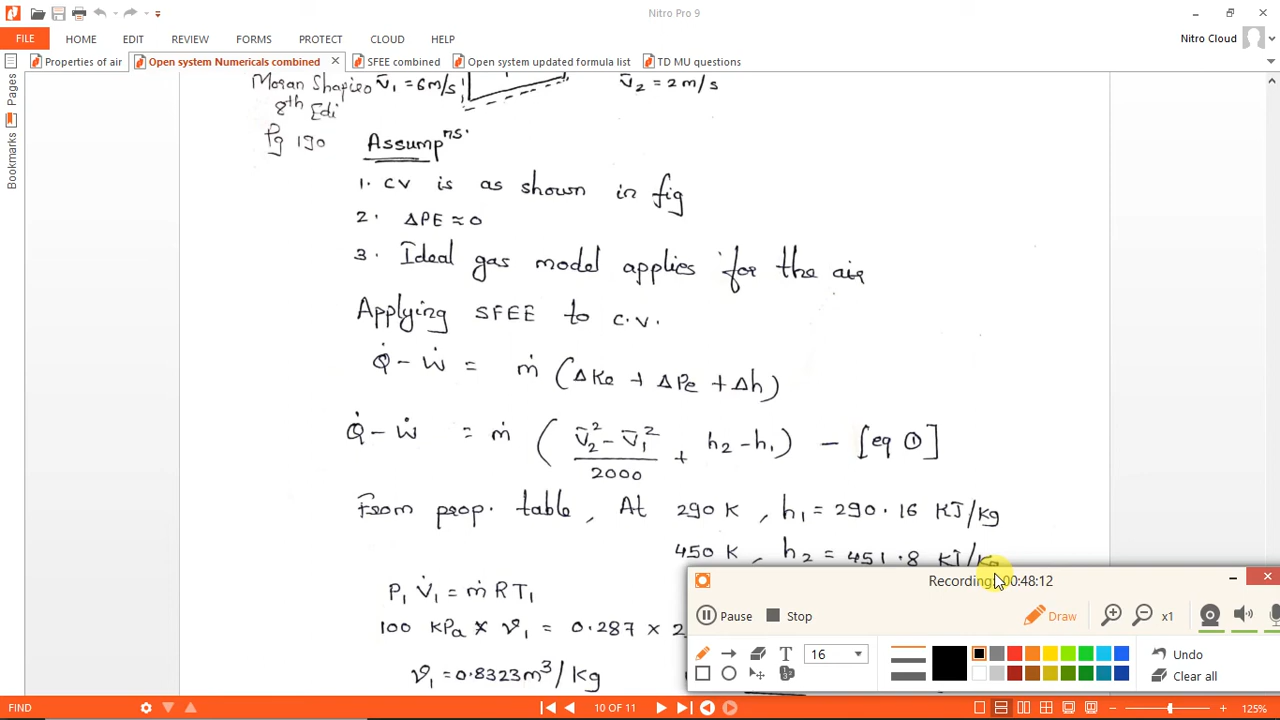 Nitro Pro 9
FILE HOME EDIT REVIEW FORMS PROTECT CLOUD HELP
Nitro Cloud
Properties of air
Open system Numericals combined
SFEE combined
Open system updated formula list
TD MU questions
Pages
Bookmarks
Moran Shapiro V̄₁ = 6 m/s V̄₂ = 2 m/s
8th Edi
Pg 190 Assumpⁿˢ.
1. CV is as shown in fig
2. ΔPE ≈ 0
3. Ideal gas model applies for the air
Applying SFEE to C.V.
Q̇ - Ẇ = ṁ (ΔKe + ΔPe + Δh)
Q̇ - Ẇ = ṁ ( V̄₂² - V̄₁² / 2000 + h₂ - h₁ ) - [eq ①]
From prop. table, At 290 K, h₁ = 290.16 KJ/Kg
450 K, h₂ = 451.8 KJ/Kg
P₁ V̇₁ = ṁ R T₁
100 KPa × ϑ₁ = 0.287 × 2
ϑ₁ = 0.8323 m³/Kg
Recording: 00:48:12
Pause Stop Draw x1
T 16 Undo
Clear all
10 OF 11
125%